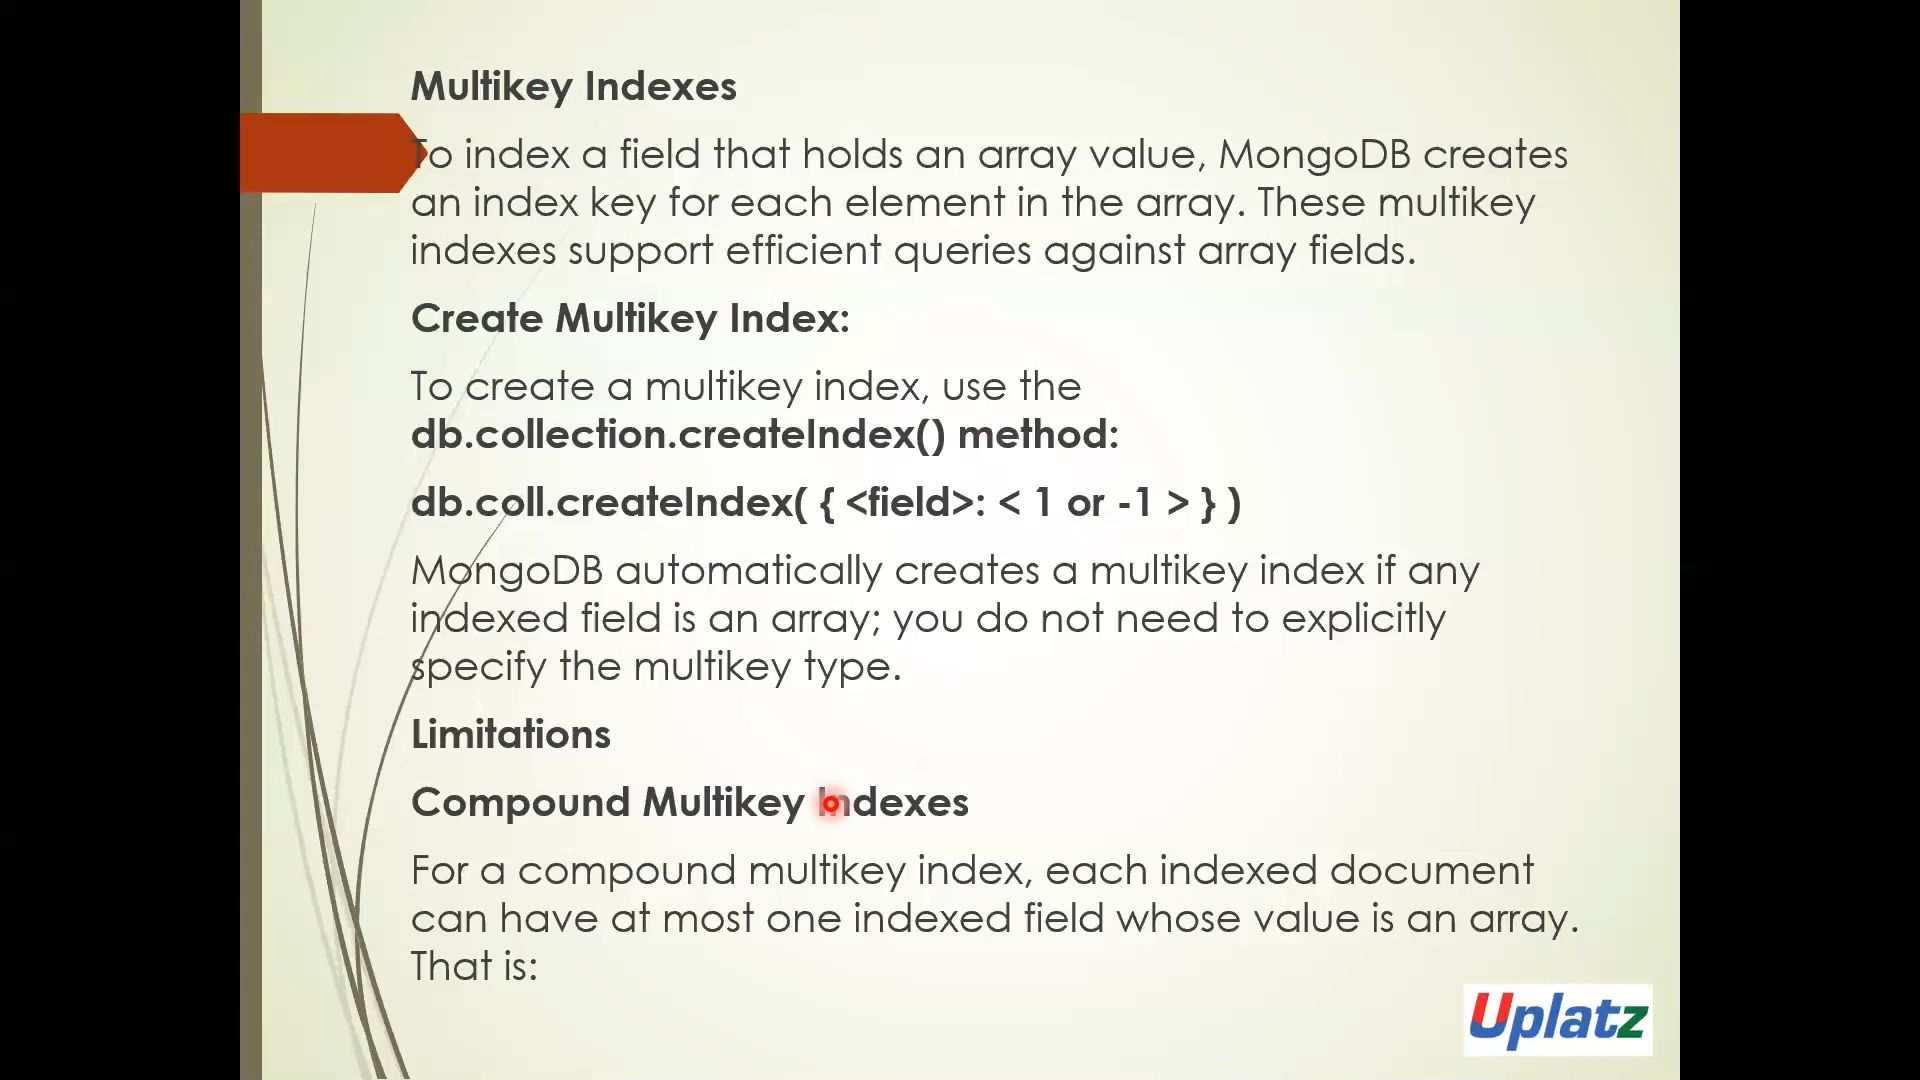 Multikey Indexes
To index a field that holds an array value, MongoDB creates
an index key for each element in the array. These multikey
indexes support efficient queries against array fields.
Create Multikey Index:
To create a multikey index, use the
db.collection.createIndex() method:
db.coll.createIndex( { <field>: < 1 or -1 > } )
MongoDB automatically creates a multikey index if any
indexed field is an array; you do not need to explicitly
specify the multikey type.
Limitations
Compound Multikey Indexes
For a compound multikey index, each indexed document
can have at most one indexed field whose value is an array.
That is:
Uplatz